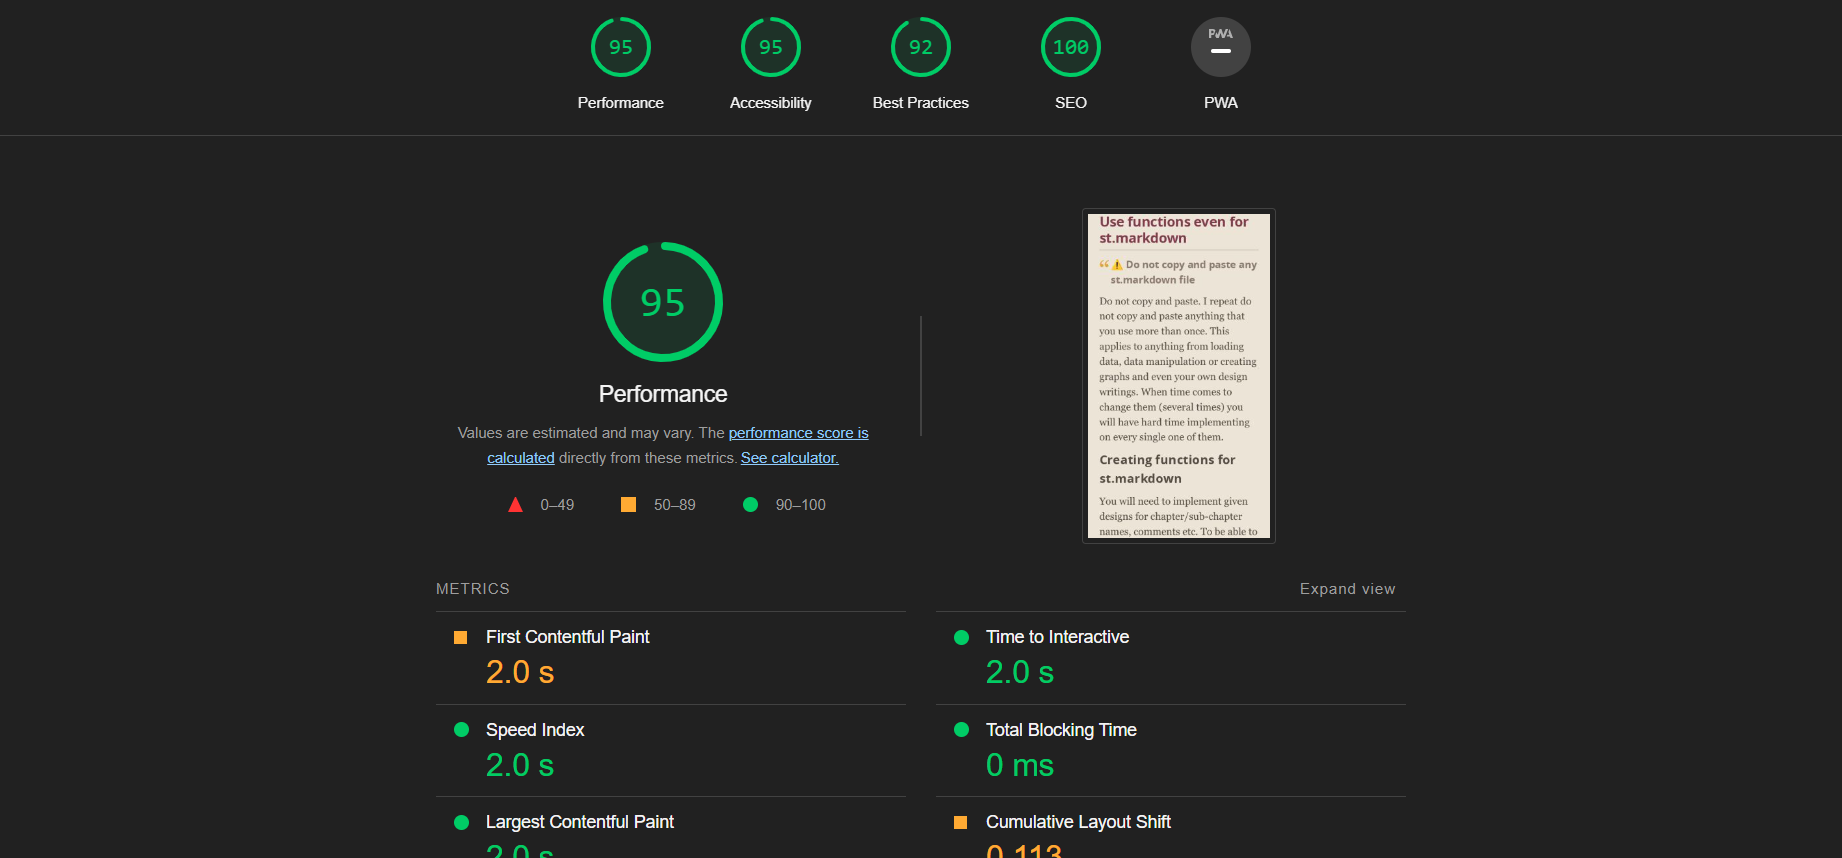 95
95
92
100
PWA
Performance
Accessibility
Best Practices
SEO
PWA
95
Performance
Values are estimated and may vary. The performance score is
calculated directly from these metrics. See calculator.
0–49
50–89
90–100
Use functions even for
st.markdown
“⚠️ Do not copy and paste any
st.markdown file
Do not copy and paste. I repeat do
not copy and paste anything that
you use more than once. This
applies to anything from loading
data, data manipulation or creating
graphs and even your own design
writings. When time comes to
change them (several times) you
will have hard time implementing
on every single one of them.
Creating functions for
st.markdown
You will need to implement given
designs for chapter/sub-chapter
names, comments etc. To be able to
METRICS
Expand view
First Contentful Paint
2.0 s
Time to Interactive
2.0 s
Speed Index
2.0 s
Total Blocking Time
0 ms
Largest Contentful Paint
2.0 s
Cumulative Layout Shift
0.113